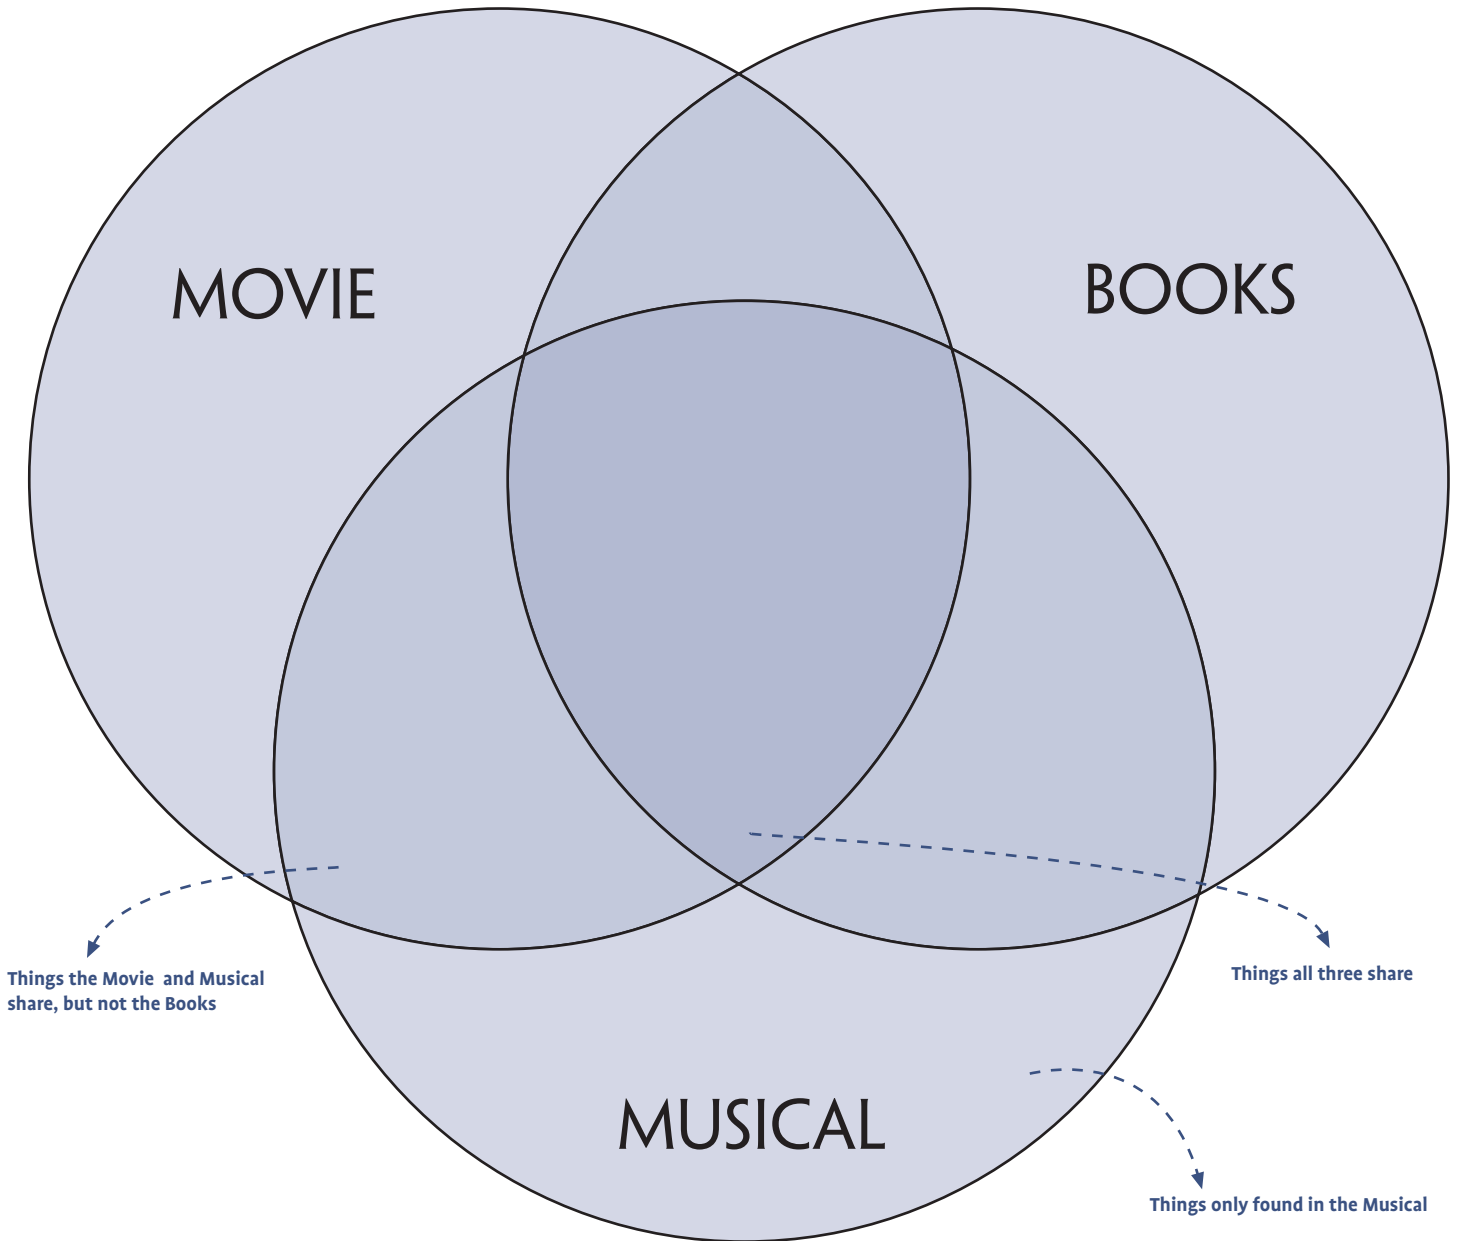 MOVIE
BOOKS
Things the Movie and Musical
share, but not the Books
Things all three share
MUSICAL
Things only found in the Musical